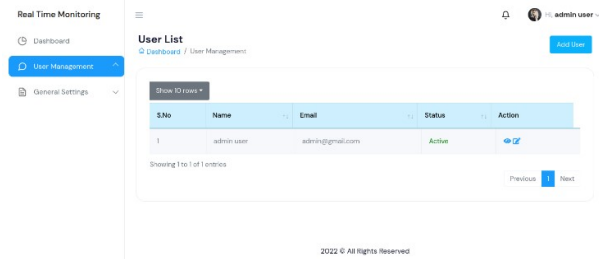 Real Time Monitoring
Hi, admin user
Dashboard
User Management
General Settings
User List
Dashboard / User Management
Add User
Show 10 rows
S.No Name Email Status Action
1 admin user admin@gmail.com Active
Showing 1 to 1 of 1 entries
Previous 1 Next
2022 © All Rights Reserved